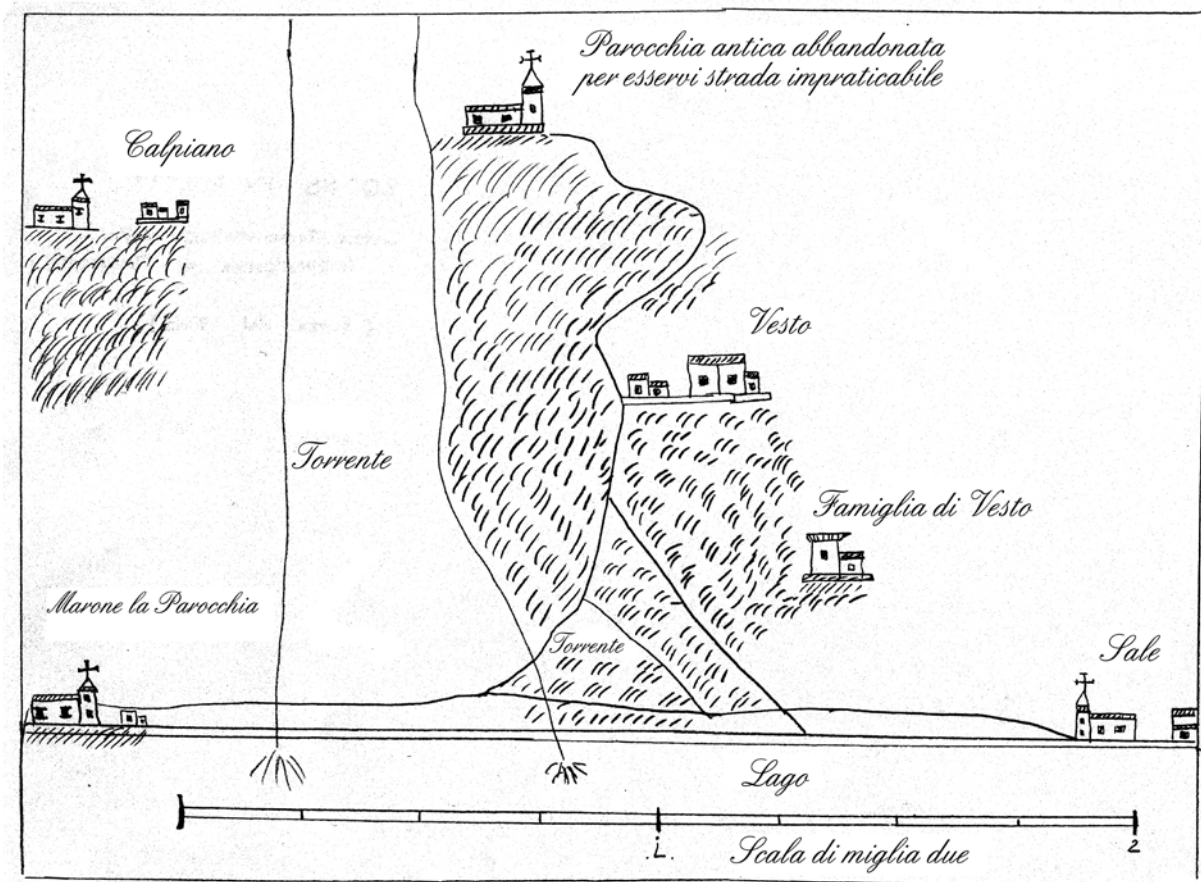 Parocchia antica abbandonata
per esservi strada impraticabile
Calpiano
Vesto
Torrente
Famiglia di Vesto
Marone la Parocchia
Torrente
Sale
Lago
1. 2
Scala di miglia due